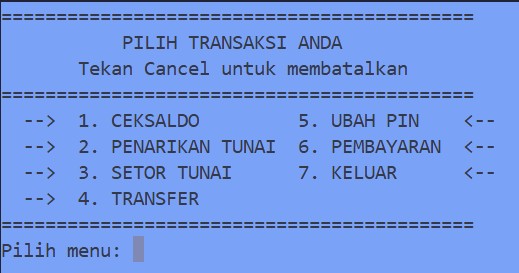 ===========================================
           PILIH TRANSAKSI ANDA
       Tekan Cancel untuk membatalkan
===========================================
  --> 1. CEKSALDO         5. UBAH PIN    <--
  --> 2. PENARIKAN TUNAI  6. PEMBAYARAN  <--
  --> 3. SETOR TUNAI      7. KELUAR      <--
  --> 4. TRANSFER
===========================================
Pilih menu: